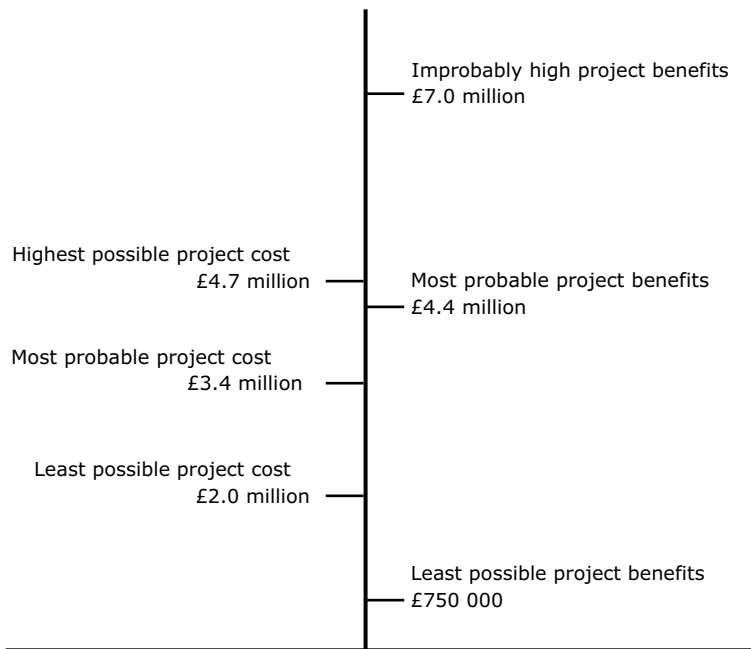 Improbably high project benefits
£7.0 million
Highest possible project cost
£4.7 million
Most probable project benefits
£4.4 million
Most probable project cost
£3.4 million
Least possible project cost
£2.0 million
Least possible project benefits
£750 000